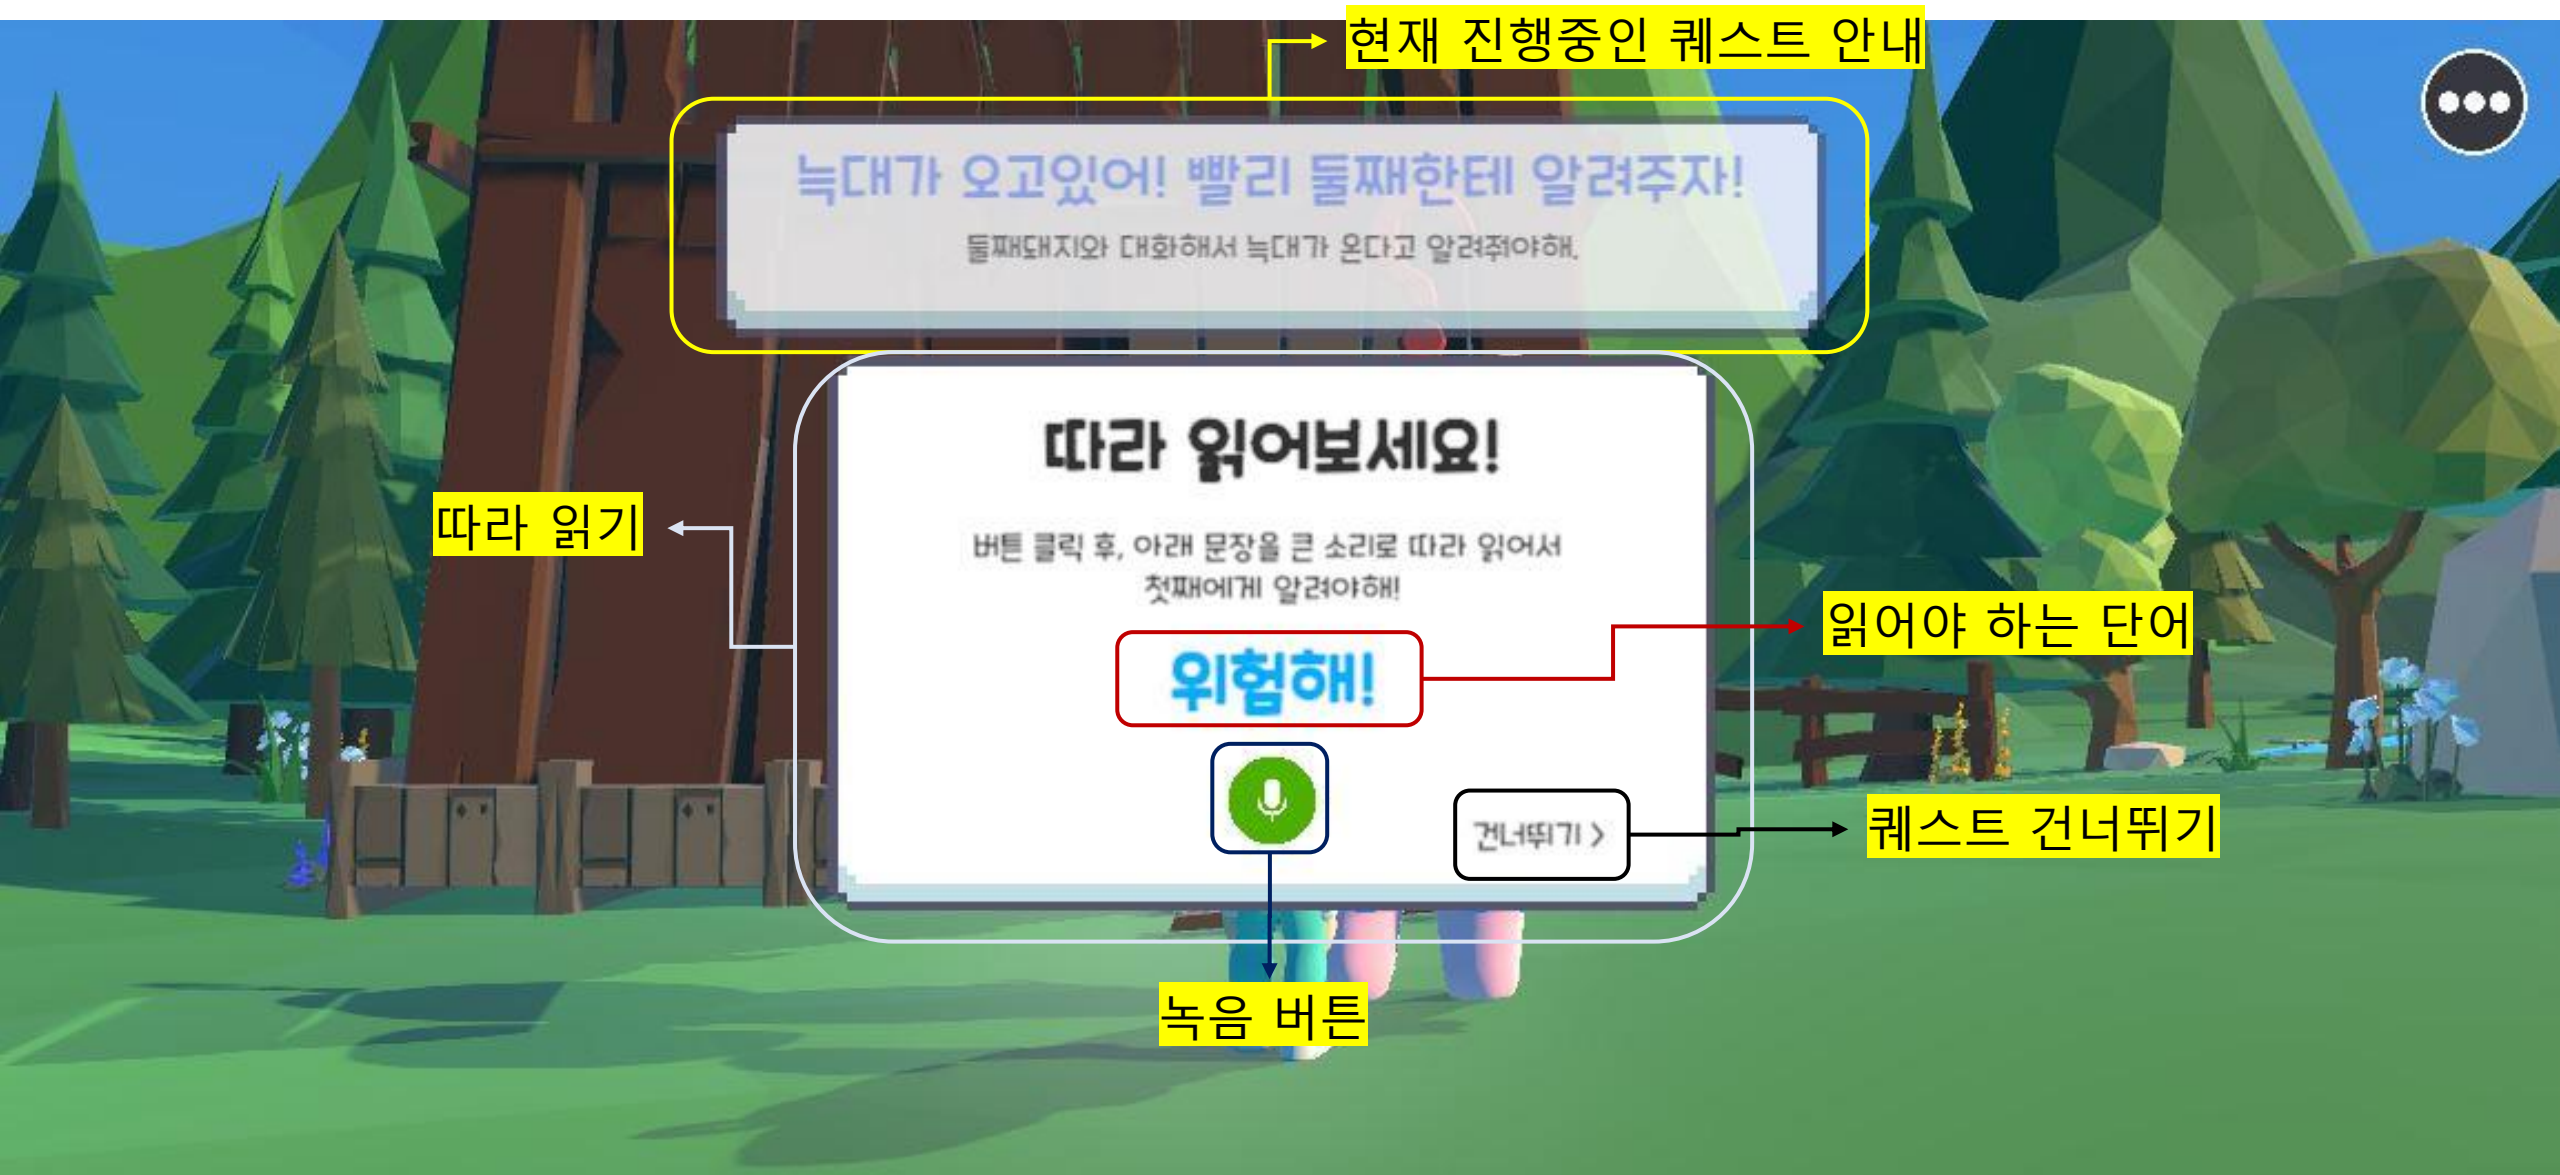 현재 진행중인 퀘스트 안내
늑대가 오고있어! 빨리 둘째한테 알려주자!
둘째돼지와 대화해서 늑대가 온다고 알려줘야해.
따라 읽어보세요!
따라 읽기
버튼 클릭 후, 아래 문장을 큰 소리로 따라 읽어서
첫째에게 알려야해!
읽어야 하는 단어
위험해!
건너뛰기 >
퀘스트 건너뛰기
녹음 버튼